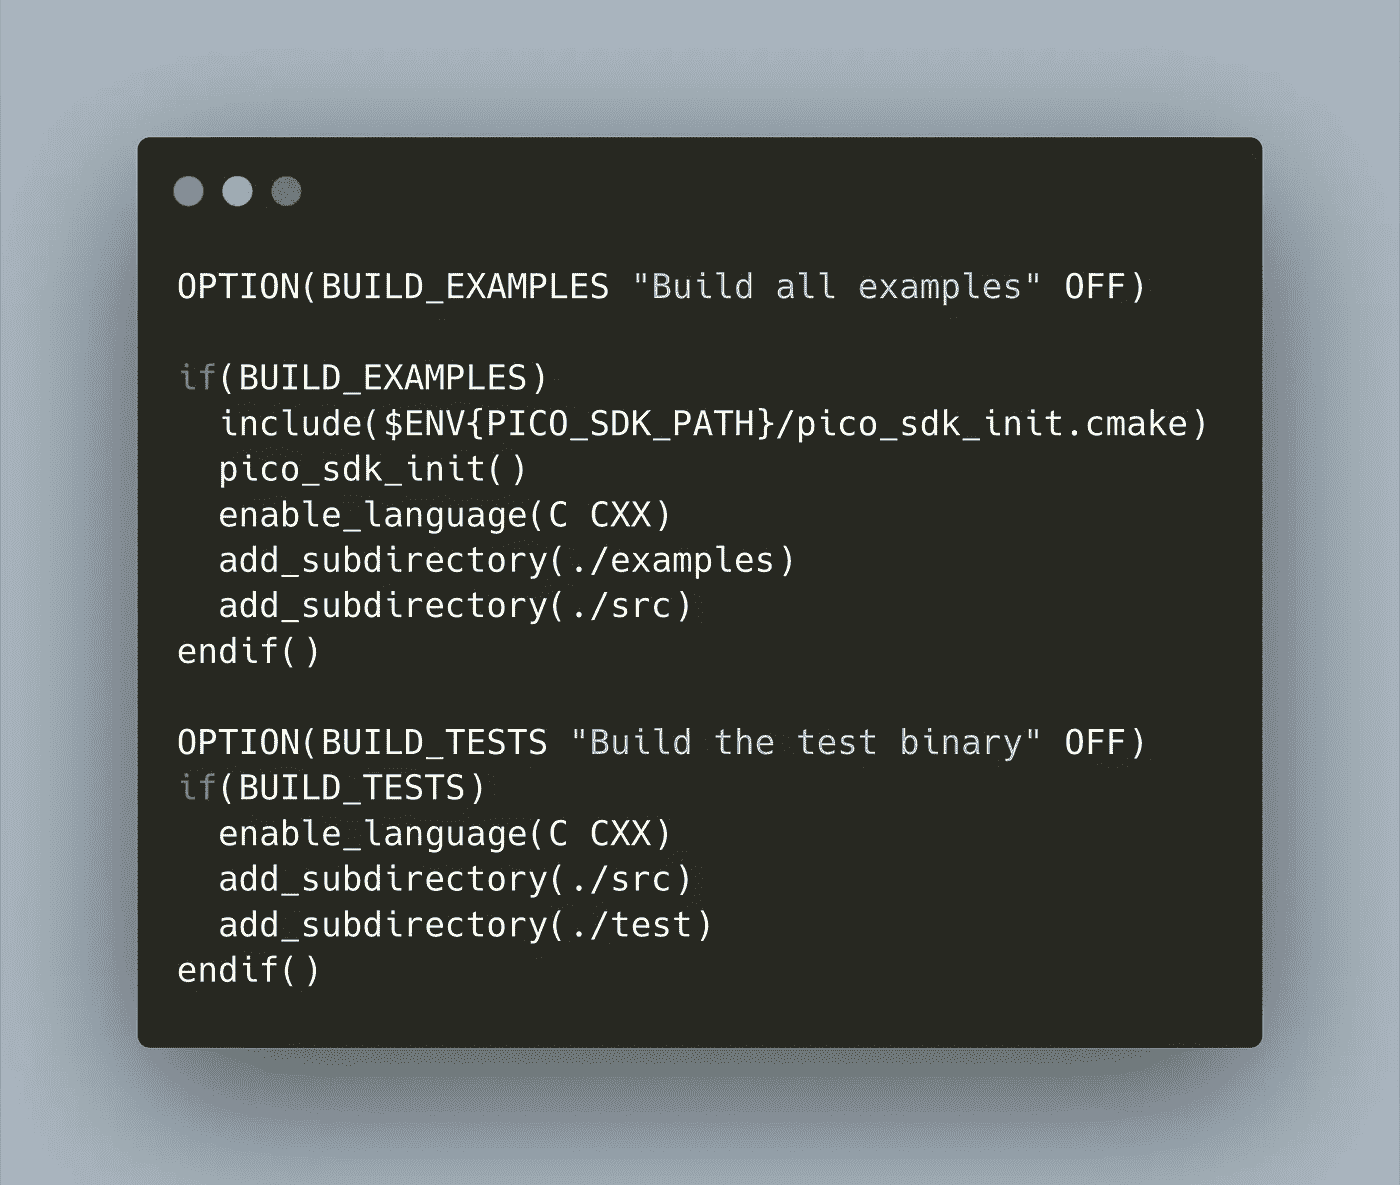 OPTION(BUILD_EXAMPLES "Build all examples" OFF)
if(BUILD_EXAMPLES)
include($ENV{PICO_SDK_PATH}/pico_sdk_init.cmake)
pico_sdk_init()
enable_language(C CXX)
add_subdirectory(./examples)
add_subdirectory(./src)
endif()
OPTION(BUILD_TESTS "Build the test binary" OFF)
if(BUILD_TESTS)
enable_language(C CXX)
add_subdirectory(./src)
add_subdirectory(./test)
endif()